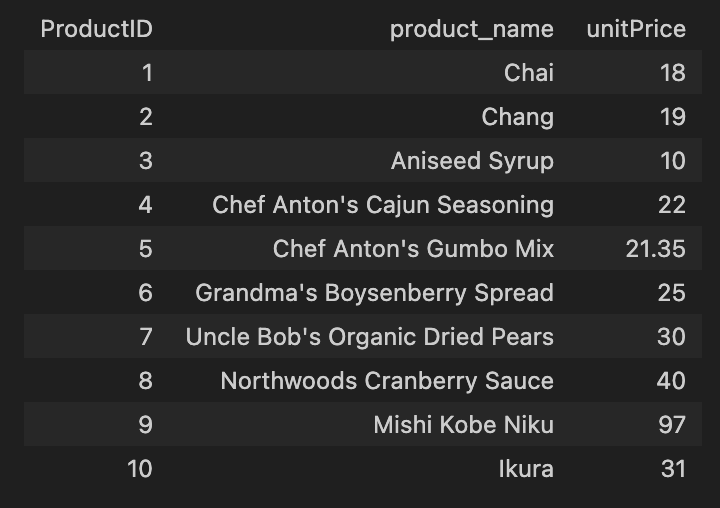 ProductID product_name unitPrice
1 Chai 18
2 Chang 19
3 Aniseed Syrup 10
4 Chef Anton's Cajun Seasoning 22
5 Chef Anton's Gumbo Mix 21.35
6 Grandma's Boysenberry Spread 25
7 Uncle Bob's Organic Dried Pears 30
8 Northwoods Cranberry Sauce 40
9 Mishi Kobe Niku 97
10 Ikura 31